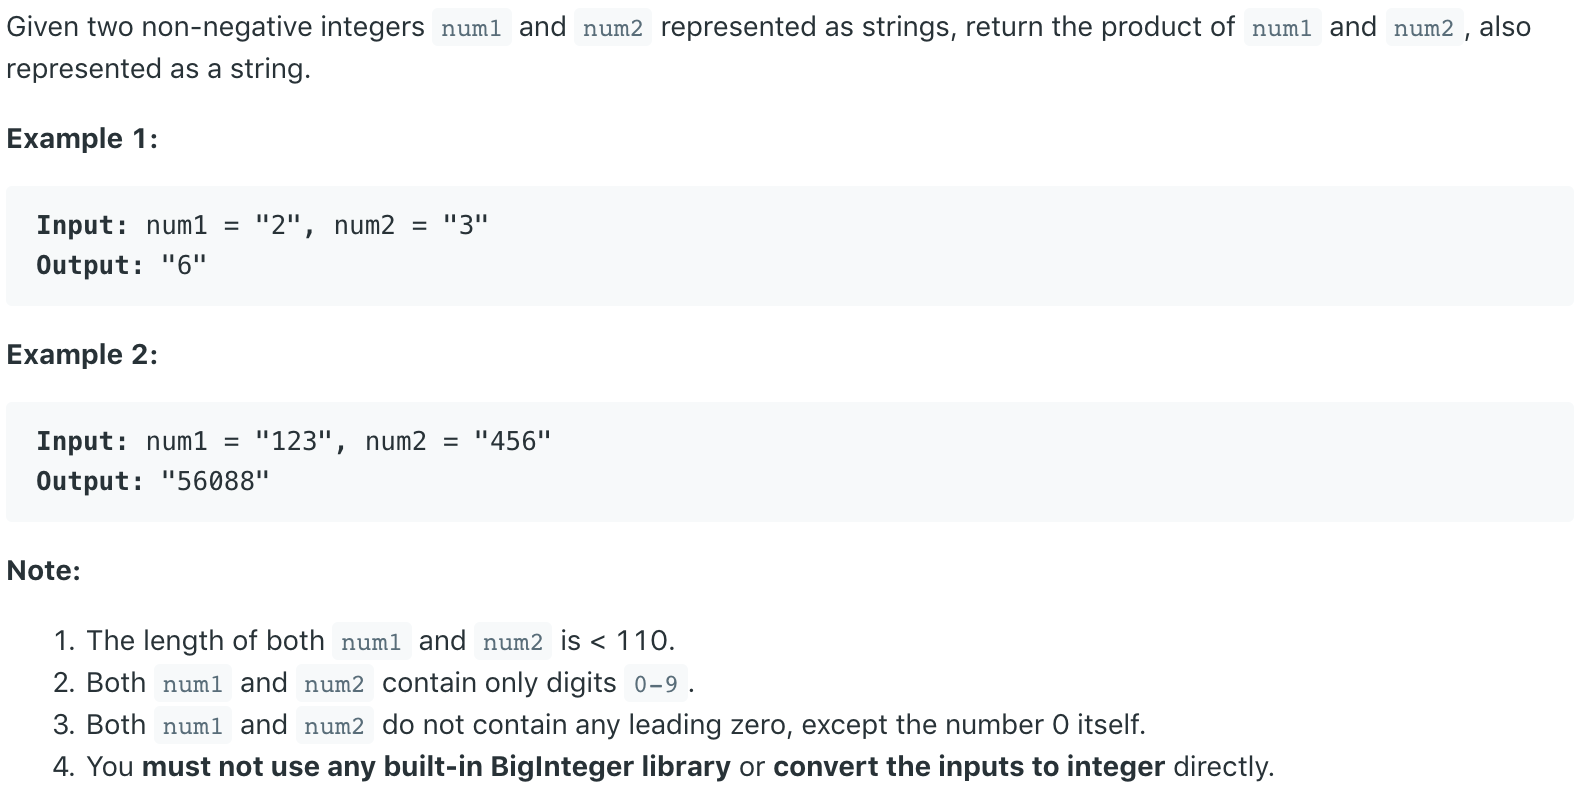 Given two non-negative integers num1 and num2 represented as strings, return the product of num1 and num2 , also
represented as a string.
Example 1:
Input: num1 = "2", num2 = "3"
Output: "6"
Example 2:
Input: num1 = "123", num2 = "456"
Output: "56088"
Note:
1. The length of both num1 and num2 is < 110.
2. Both num1 and num2 contain only digits 0-9 .
3. Both num1 and num2 do not contain any leading zero, except the number 0 itself.
4. You must not use any built-in BigInteger library or convert the inputs to integer directly.